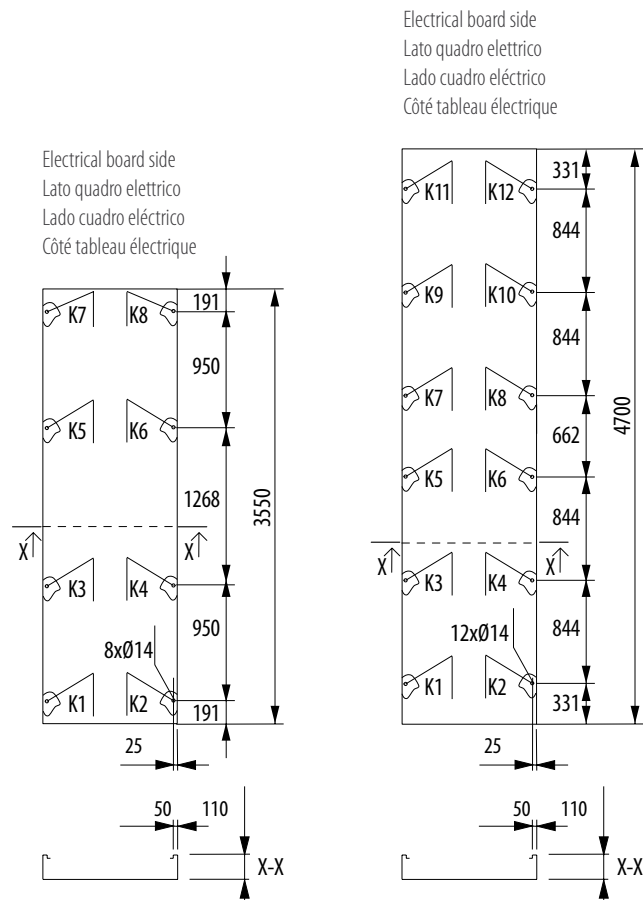 Electrical board side
Lato quadro elettrico
Lado cuadro eléctrico
Côté tableau électrique
K7
K8
K5
K6
X
X
K3
K4
8xØ14
K1
K2
191
950
1268
950
191
3550
25
50
110
X-X
Electrical board side
Lato quadro elettrico
Lado cuadro eléctrico
Côté tableau électrique
K11
K12
K9
K10
K7
K8
K5
K6
X
X
K3
K4
12xØ14
K1
K2
331
844
844
662
844
844
331
4700
25
50
110
X-X